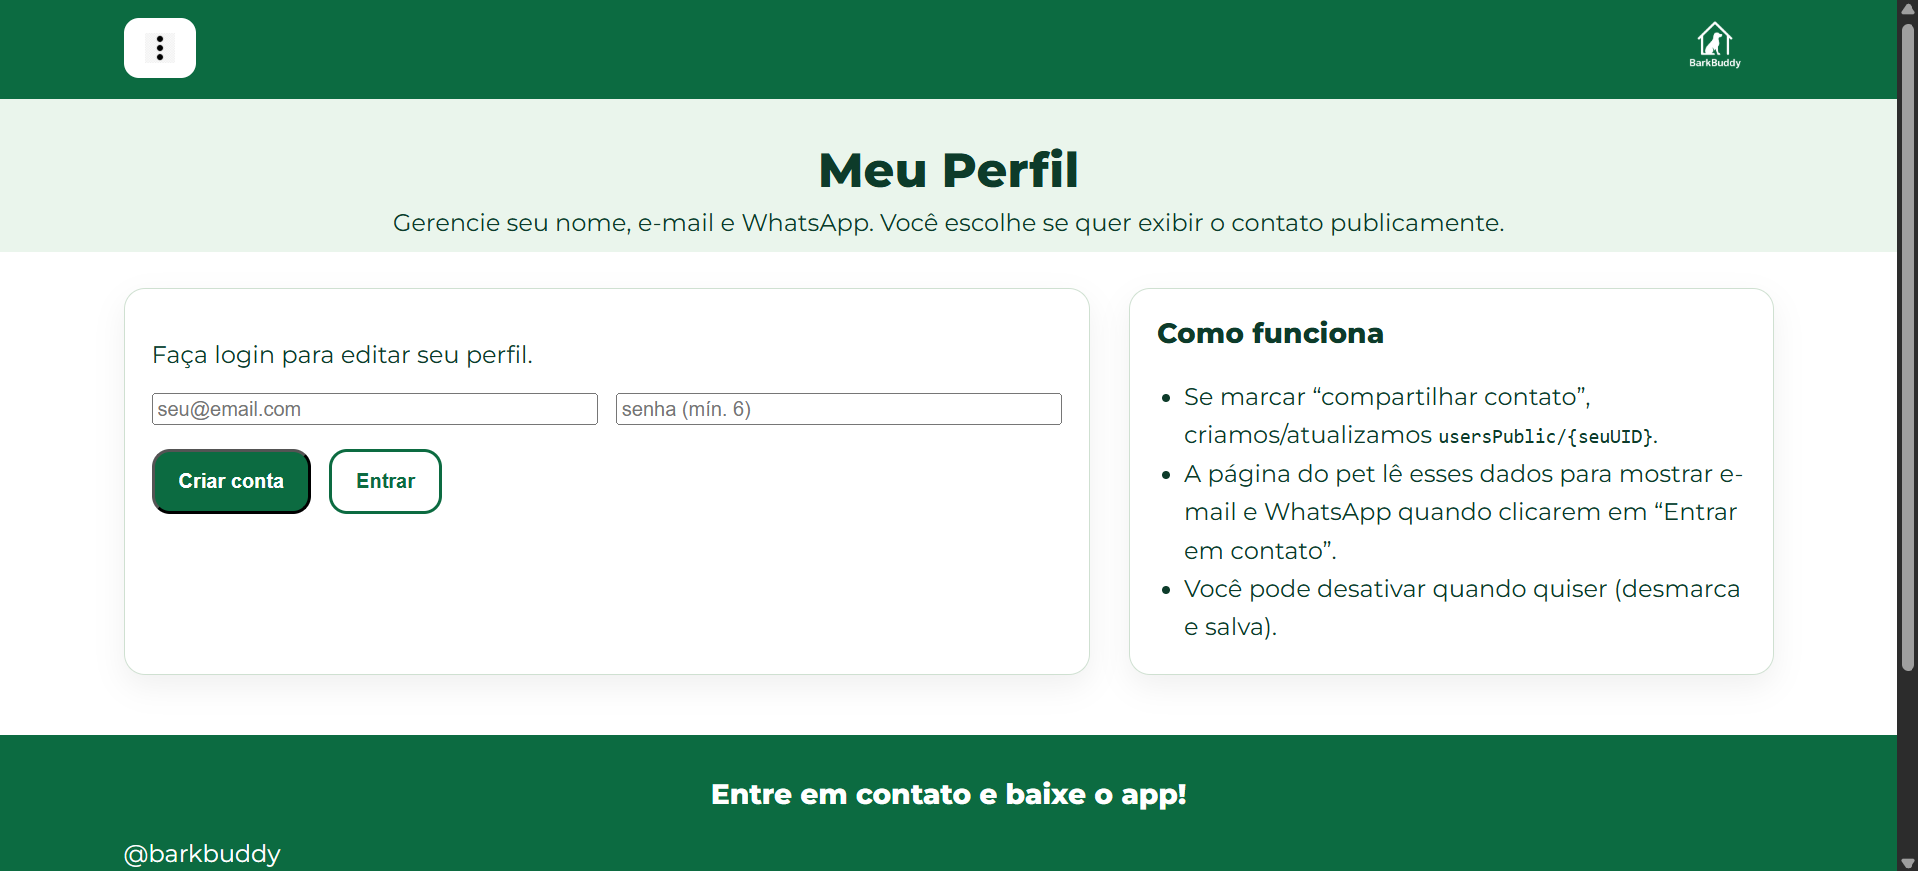 BarkBuddy
Meu Perfil
Gerencie seu nome, e-mail e WhatsApp. Você escolhe se quer exibir o contato publicamente.
Faça login para editar seu perfil.
seu@email.com
senha (mín. 6)
Criar conta
Entrar
Como funciona
Se marcar “compartilhar contato”,
criamos/atualizamos usersPublic/{seuUID}.
A página do pet lê esses dados para mostrar e-
mail e WhatsApp quando clicarem em “Entrar
em contato”.
Você pode desativar quando quiser (desmarca
e salva).
Entre em contato e baixe o app!
@barkbuddy